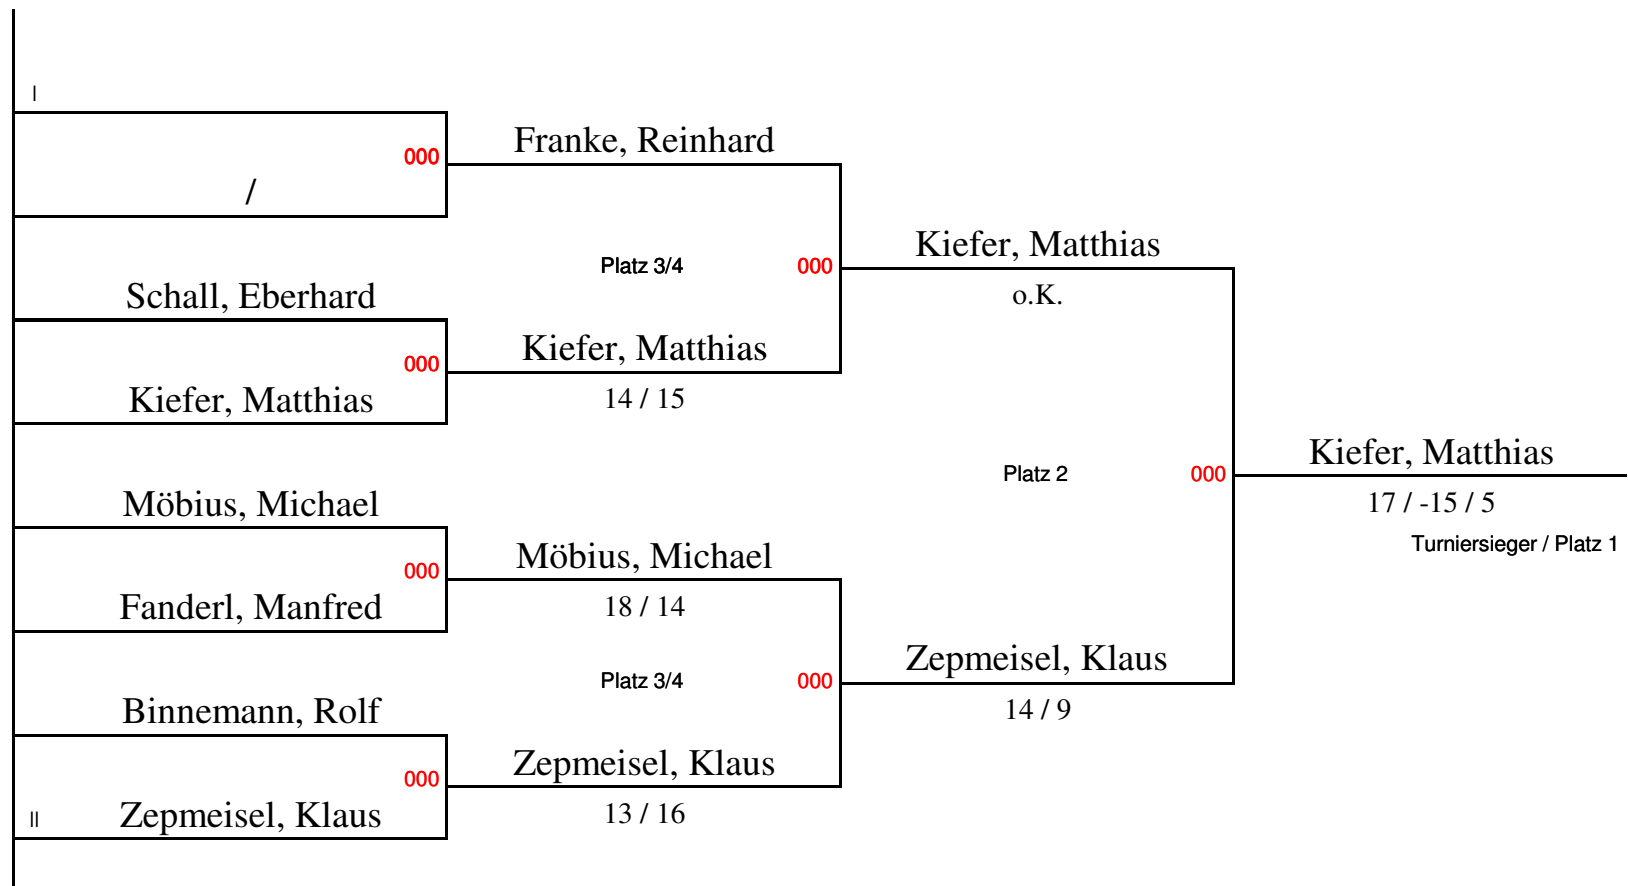 I
000
Franke, Reinhard
/
Schall, Eberhard
Platz 3/4
000
Kiefer, Matthias
o.K.
000
Kiefer, Matthias
14 / 15
Kiefer, Matthias
Platz 2
000
Kiefer, Matthias
17 / -15 / 5
Turniersieger / Platz 1
Möbius, Michael
000
Möbius, Michael
18 / 14
Fanderl, Manfred
Platz 3/4
000
Zepmeisel, Klaus
14 / 9
Binnemann, Rolf
000
Zepmeisel, Klaus
13 / 16
II
Zepmeisel, Klaus